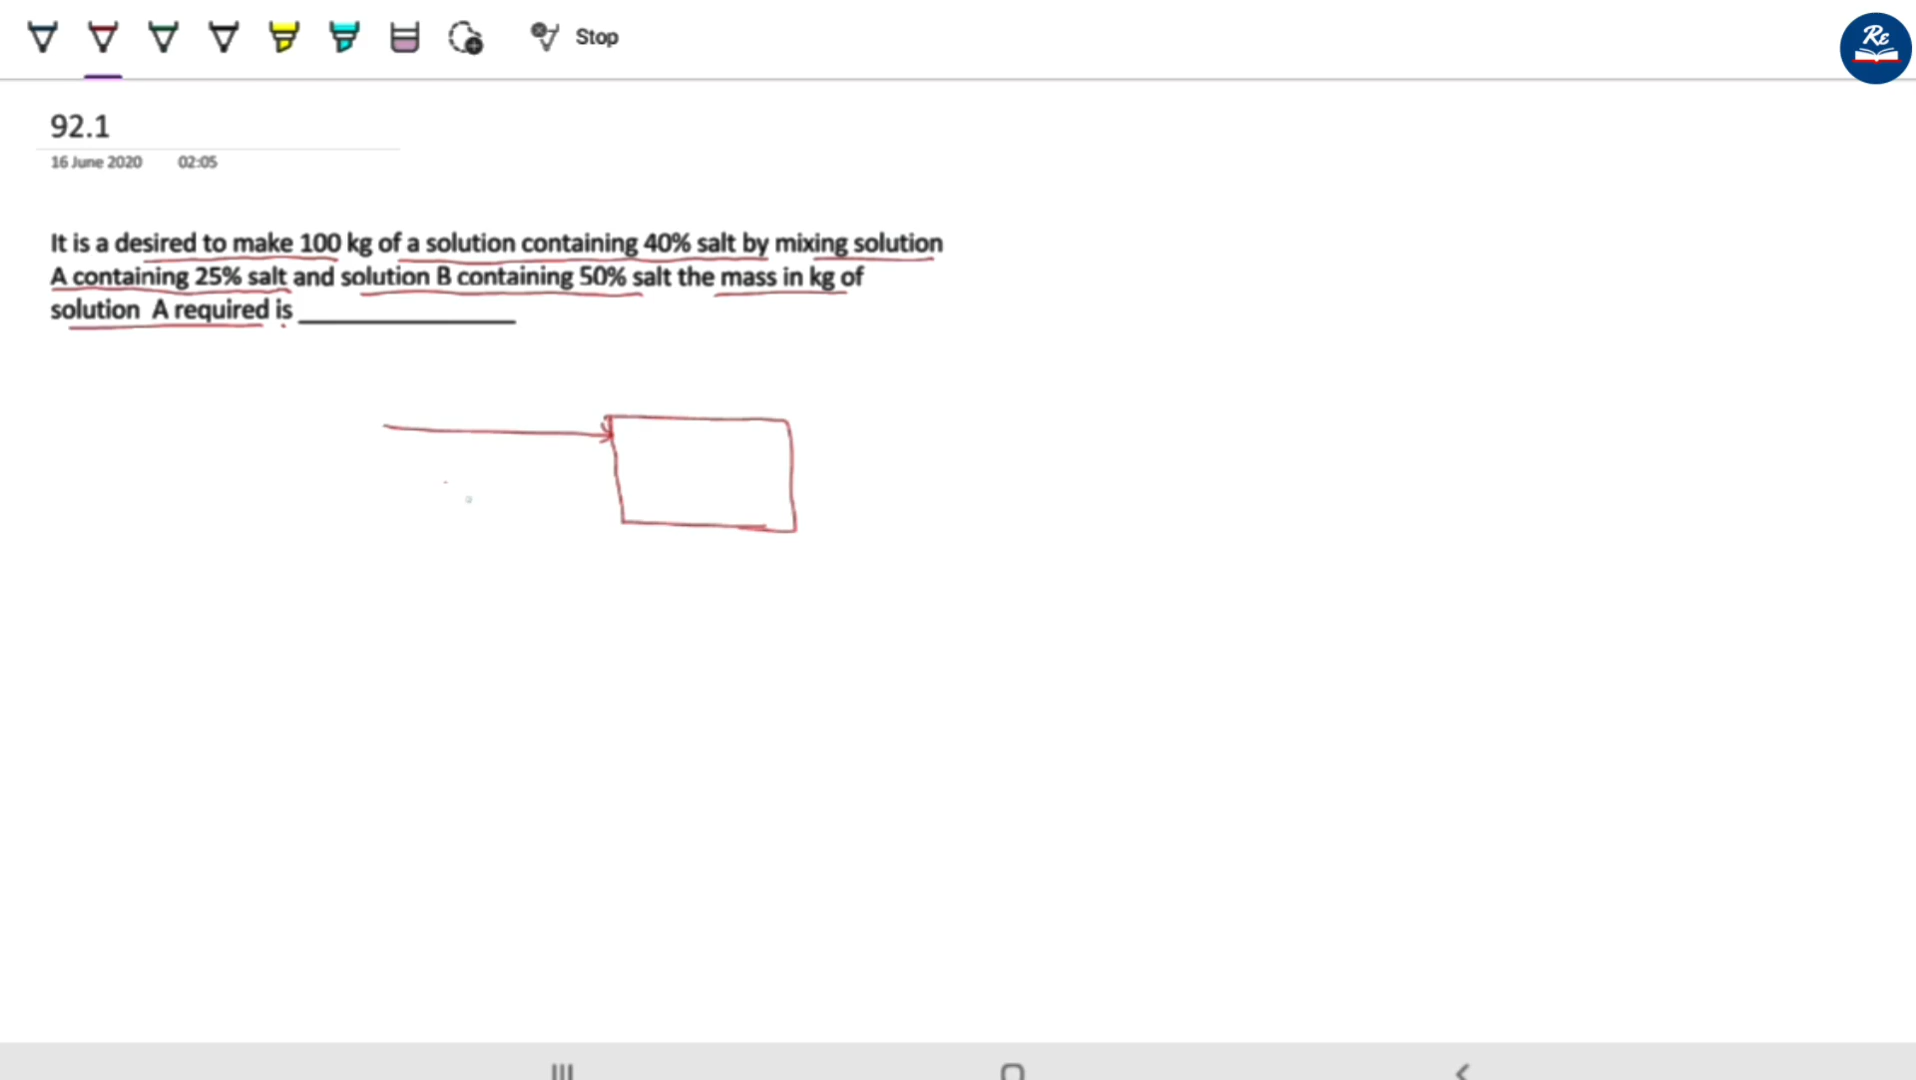 Stop
Re
92.1
16 June 2020 02:05
It is a desired to make 100 kg of a solution containing 40% salt by mixing solution
A containing 25% salt and solution B containing 50% salt the mass in kg of
solution A required is